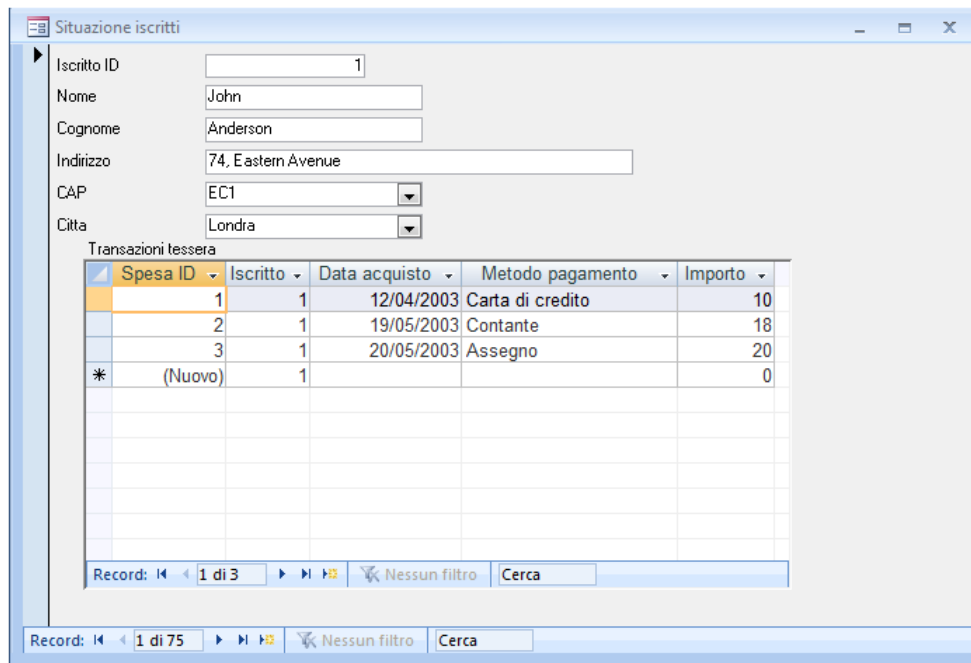 Situazione iscritti
Iscritto ID 1
Nome John
Cognome Anderson
Indirizzo 74, Eastern Avenue
CAP EC1
Citta Londra
Transazioni tessera
Spesa ID Iscritto Data acquisto Metodo pagamento Importo
1 1 12/04/2003 Carta di credito 10
2 1 19/05/2003 Contante 18
3 1 20/05/2003 Assegno 20
(Nuovo) 1 0
Record: 1 di 3 Nessun filtro Cerca
Record: 1 di 75 Nessun filtro Cerca